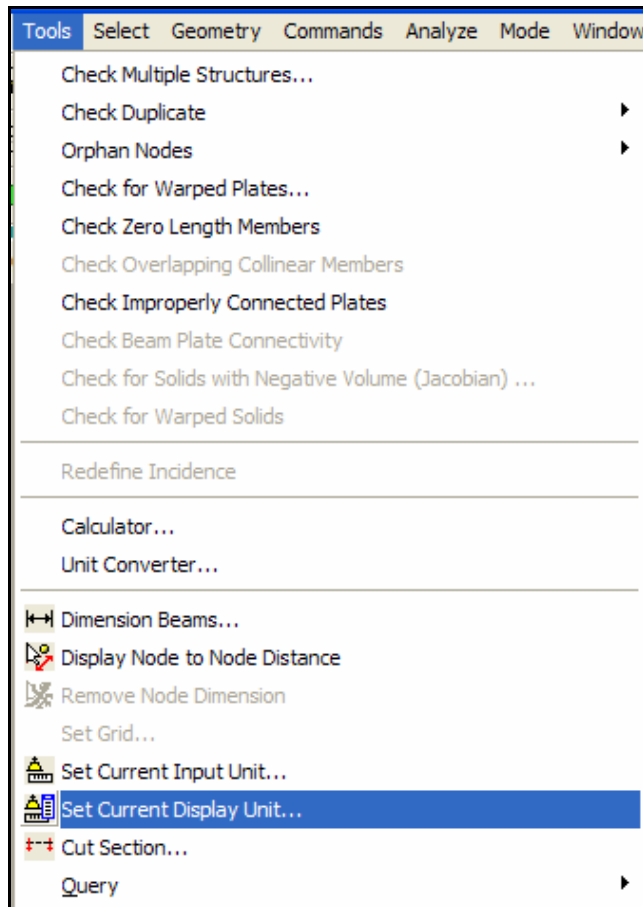 Tools Select Geometry Commands Analyze Mode Window
Check Multiple Structures...
Check Duplicate
Orphan Nodes
Check for Warped Plates...
Check Zero Length Members
Check Overlapping Collinear Members
Check Improperly Connected Plates
Check Beam Plate Connectivity
Check for Solids with Negative Volume (Jacobian) ...
Check for Warped Solids
Redefine Incidence
Calculator...
Unit Converter...
Dimension Beams...
Display Node to Node Distance
Remove Node Dimension
Set Grid...
Set Current Input Unit...
Set Current Display Unit...
Cut Section...
Query